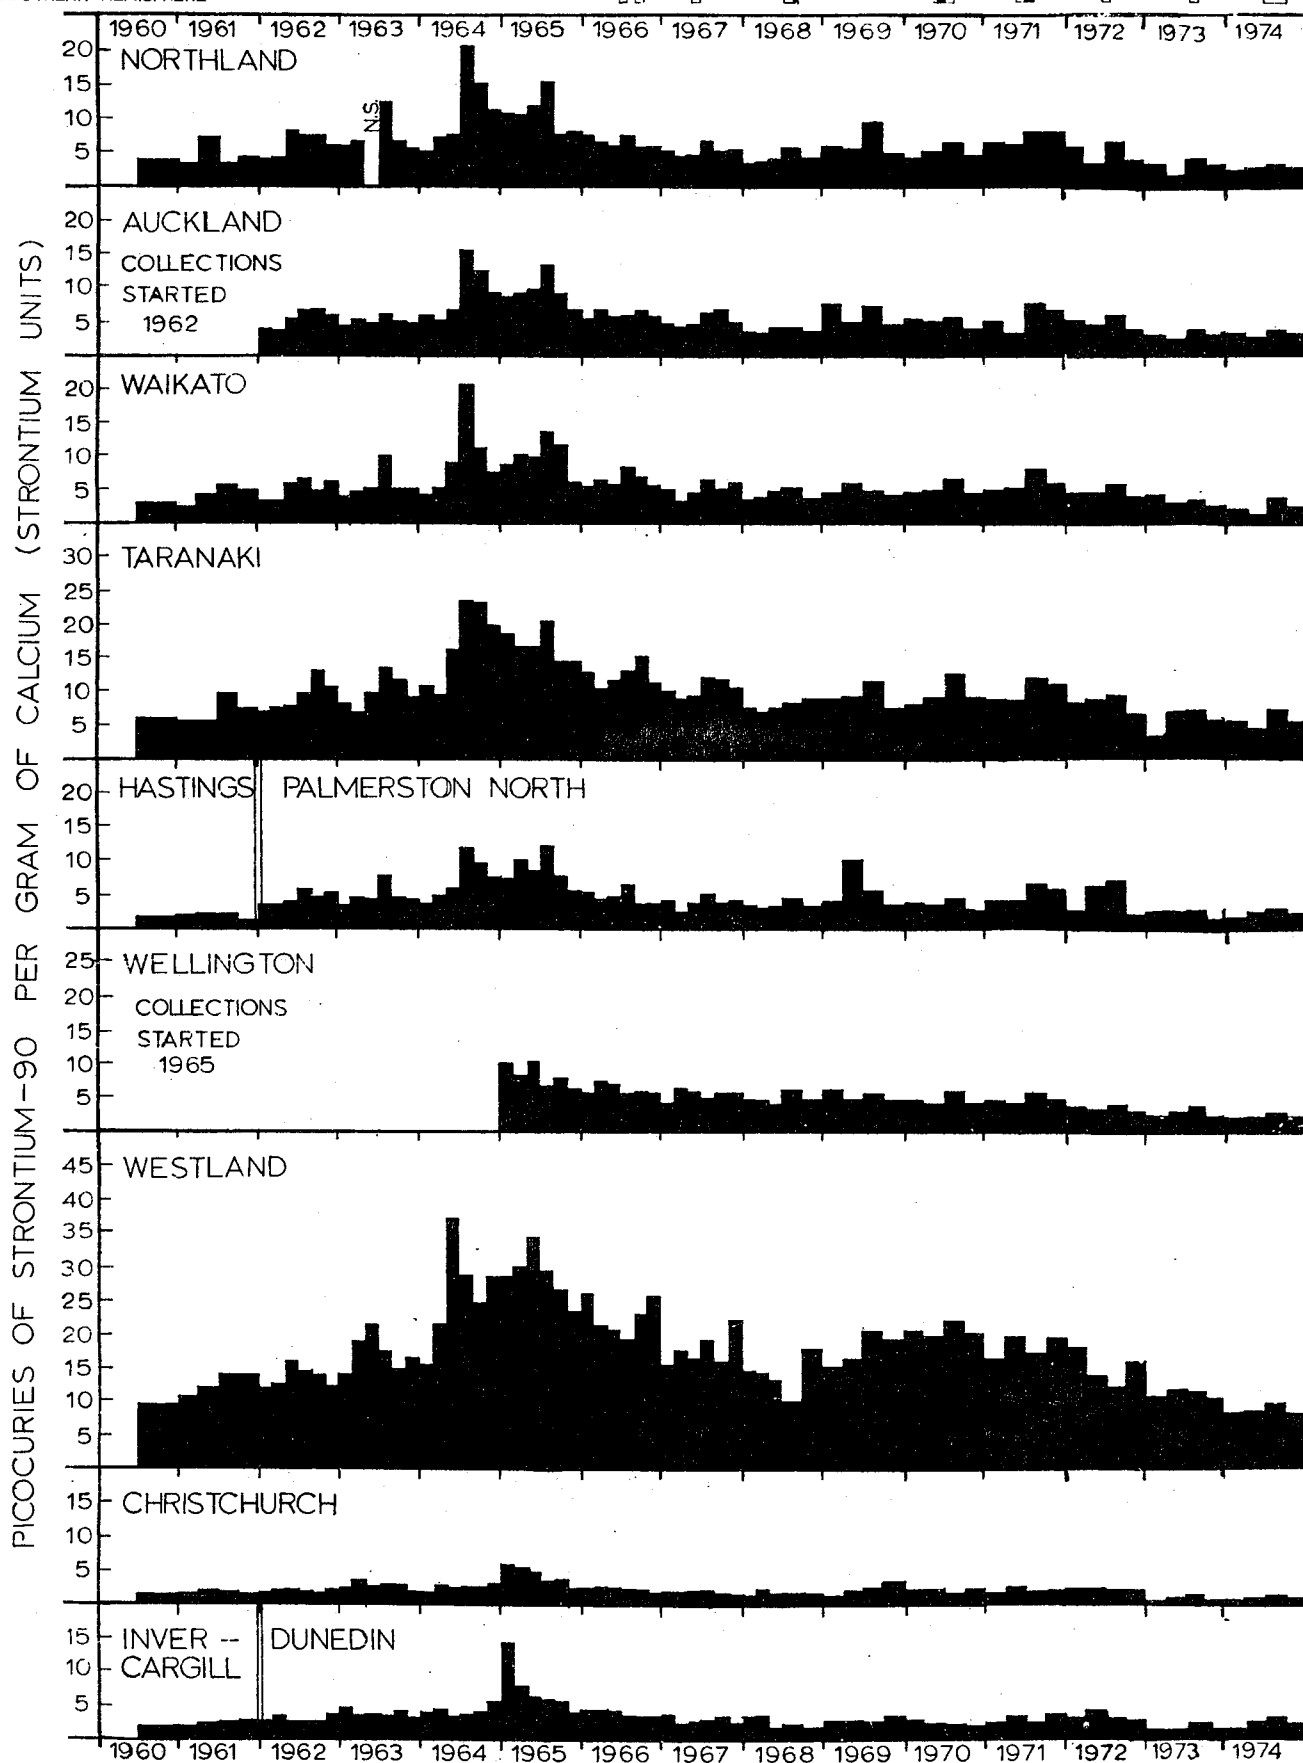 1960 1961 1962 1963 1964 1965 1966 1967 1968 1969 1970 1971 1972 1973 1974
PICOCURIES OF STRONTIUM-90 PER GRAM OF CALCIUM (STRONTIUM UNITS)
NORTHLAND
20
15
10
5
N.S.
AUCKLAND
COLLECTIONS
STARTED
1962
20
15
10
5
WAIKATO
20
15
10
5
TARANAKI
30
25
20
15
10
5
HASTINGS PALMERSTON NORTH
20
15
10
5
WELLINGTON
COLLECTIONS
STARTED
1965
25
20
15
10
5
WESTLAND
45
40
35
30
25
20
15
10
5
CHRISTCHURCH
15
10
5
INVER -- DUNEDIN
CARGILL
15
10
5
1960 1961 1962 1963 1964 1965 1966 1967 1968 1969 1970 1971 1972 1973 1974